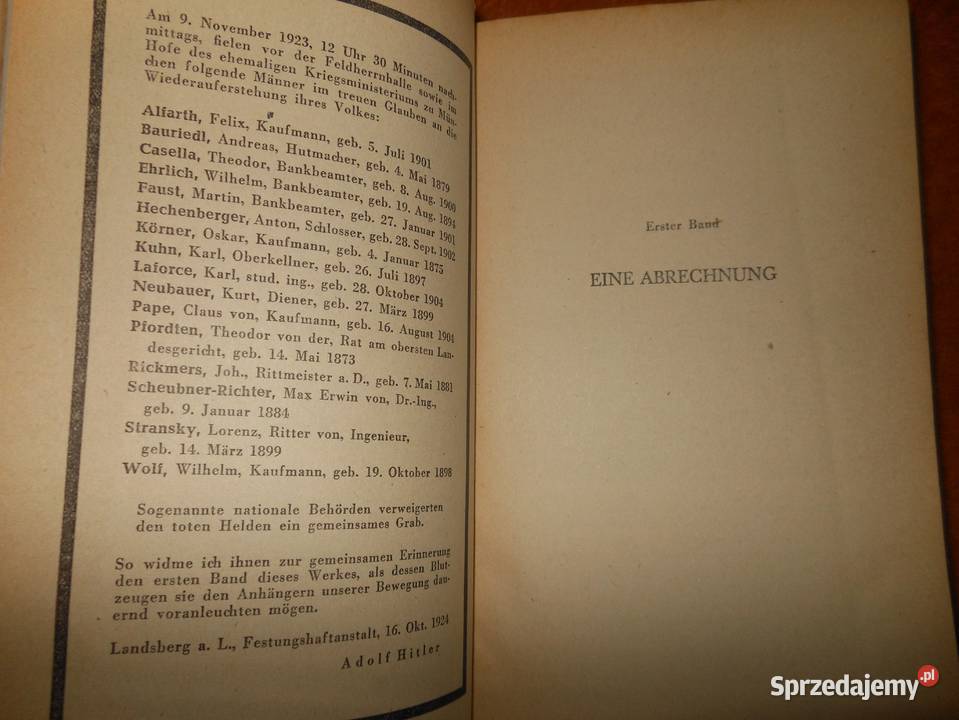 Am 9. November 1923, 12 Uhr 30 Minuten nach-
mittags, fielen vor der Feldherrnhalle sowie im
Hofe des ehemaligen Kriegsministeriums zu Mün-
chen folgende Männer im treuen Glauben an die
Wiederauferstehung ihres Volkes:
Alfarth, Felix, Kaufmann, geb. 5. Juli 1901
Bauriedl, Andreas, Hutmacher, geb. 4. Mai 1879
Casella, Theodor, Bankbeamter, geb. 8. Aug. 1900
Ehrlich, Wilhelm, Bankbeamter, geb. 19. Aug. 1894
Faust, Martin, Bankbeamter, geb. 27. Januar 1901
Hechenberger, Anton, Schlosser, geb. 28. Sept. 1902
Körner, Oskar, Kaufmann, geb. 4. Januar 1875
Kuhn, Karl, Oberkellner, geb. 26. Juli 1897
Laforce, Karl, stud. ing., geb. 28. Oktober 1904
Neubauer, Kurt, Diener, geb. 27. März 1899
Pape, Claus von, Kaufmann, geb. 16. August 1904
Pfordten, Theodor von der, Rat am obersten Lan-
desgericht, geb. 14. Mai 1873
Rickmers, Joh., Rittmeister a. D., geb. 7. Mai 1881
Scheubner-Richter, Max Erwin von, Dr.-Ing.,
geb. 9. Januar 1884
Stransky, Lorenz, Ritter von, Ingenieur,
geb. 14. März 1899
Wolf, Wilhelm, Kaufmann, geb. 19. Oktober 1898
Sogenannte nationale Behörden verweigerten
den toten Helden ein gemeinsames Grab.
So widme ich ihnen zur gemeinsamen Erinnerung
den ersten Band dieses Werkes, als dessen Blut-
zeugen sie den Anhängern unserer Bewegung dau-
ernd voranleuchten mögen.
Landsberg a. L., Festungshaftanstalt, 16. Okt. 1924
Adolf Hitler
Erster Band
EINE ABRECHNUNG
Sprzedajemy.pl